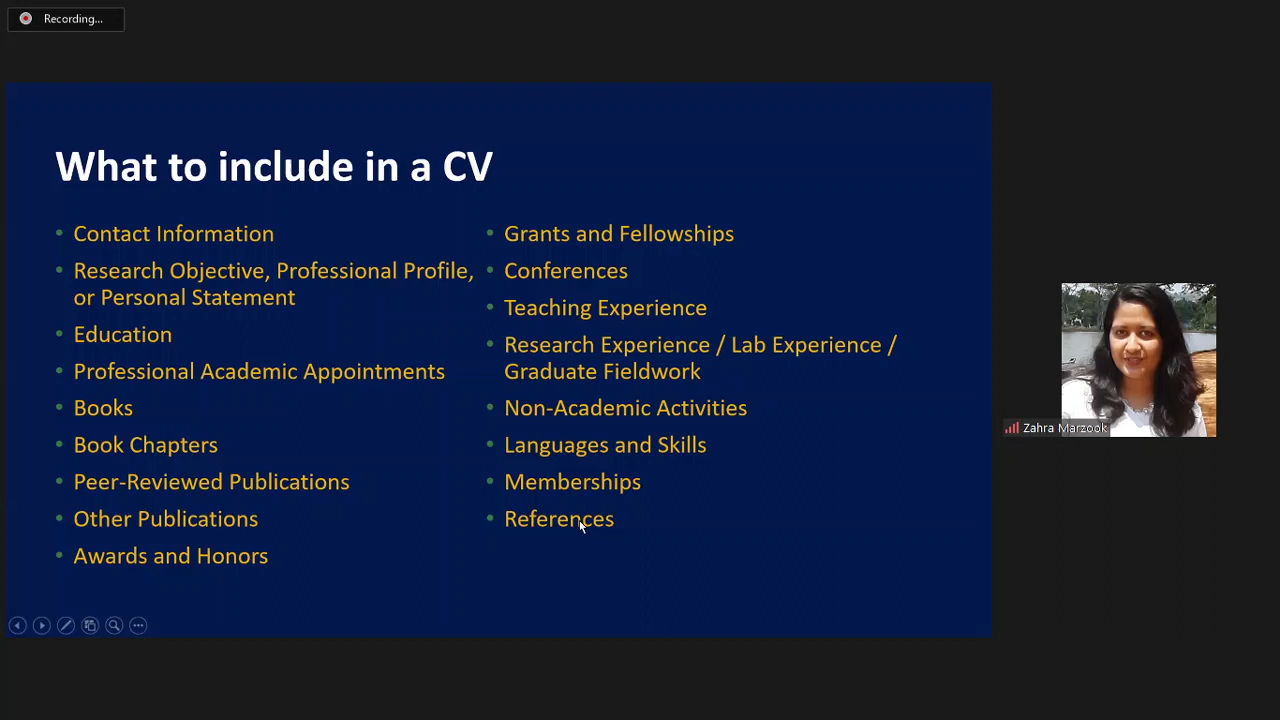 Recording...
What to include in a CV
• Contact Information
• Research Objective, Professional Profile,
or Personal Statement
• Education
• Professional Academic Appointments
• Books
• Book Chapters
• Peer-Reviewed Publications
• Other Publications
• Awards and Honors
• Grants and Fellowships
• Conferences
• Teaching Experience
• Research Experience / Lab Experience /
Graduate Fieldwork
• Non-Academic Activities
• Languages and Skills
• Memberships
• References
Zahra Marzook